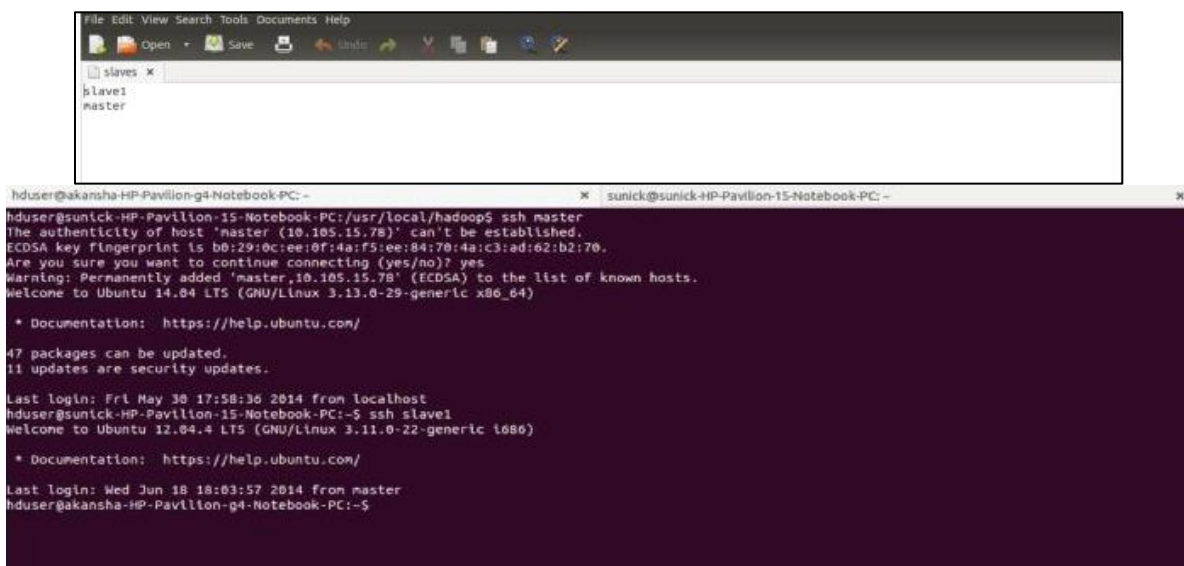 File Edit View Search Tools Documents Help
Open Save Undo
slaves ×
slave1
master
hduser@akansha-HP-Pavilion-g4-Notebook-PC: ~ × sunick@sunick-HP-Pavilion-15-Notebook-PC: ~ ×
hduser@sunick-HP-Pavilion-15-Notebook-PC:/usr/local/hadoop$ ssh master
The authenticity of host 'master (10.105.15.78)' can't be established.
ECDSA key fingerprint is b0:29:0c:ee:0f:4a:f5:ee:84:70:4a:c3:ad:62:b2:70.
Are you sure you want to continue connecting (yes/no)? yes
Warning: Permanently added 'master,10.105.15.78' (ECDSA) to the list of known hosts.
Welcome to Ubuntu 14.04 LTS (GNU/Linux 3.13.0-29-generic x86_64)
* Documentation: https://help.ubuntu.com/
47 packages can be updated.
11 updates are security updates.
Last login: Fri May 30 17:58:36 2014 from localhost
hduser@sunick-HP-Pavilion-15-Notebook-PC:~$ ssh slave1
Welcome to Ubuntu 12.04.4 LTS (GNU/Linux 3.11.0-22-generic i686)
* Documentation: https://help.ubuntu.com/
Last login: Wed Jun 18 18:03:57 2014 from master
hduser@akansha-HP-Pavilion-g4-Notebook-PC:~$